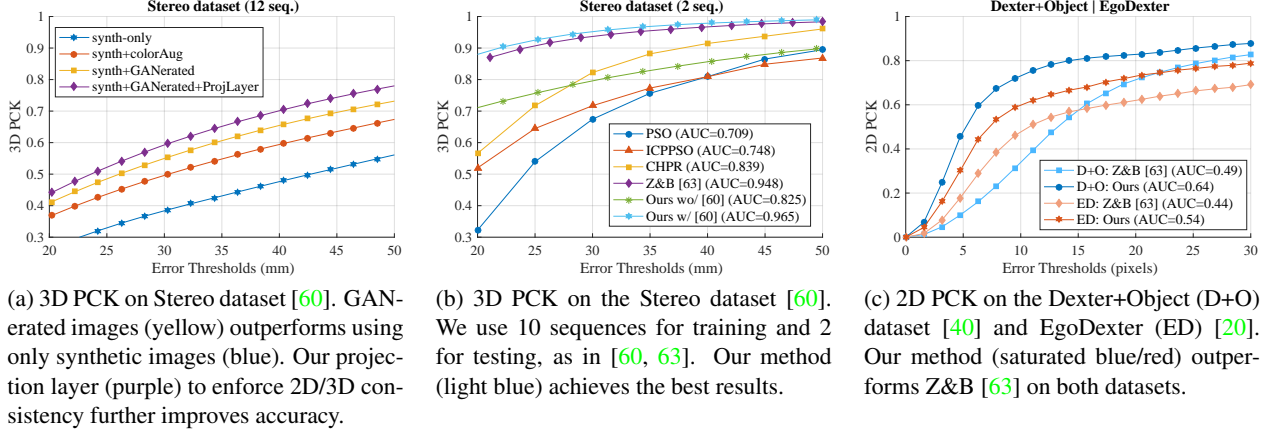 Stereo dataset (12 seq.)
3D PCK
1
0.9
0.8
0.7
0.6
0.5
0.4
0.3
synth-only
synth+colorAug
synth+GANerated
synth+GANerated+ProjLayer
20 25 30 35 40 45 50
Error Thresholds (mm)
(a) 3D PCK on Stereo dataset [60]. GAN-
erated images (yellow) outperforms using
only synthetic images (blue). Our projec-
tion layer (purple) to enforce 2D/3D con-
sistency further improves accuracy.
Stereo dataset (2 seq.)
3D PCK
1
0.9
0.8
0.7
0.6
0.5
0.4
0.3
PSO (AUC=0.709)
ICPPSO (AUC=0.748)
CHPR (AUC=0.839)
Z&B [63] (AUC=0.948)
Ours wo/ [60] (AUC=0.825)
Ours w/ [60] (AUC=0.965)
20 25 30 35 40 45 50
Error Thresholds (mm)
(b) 3D PCK on the Stereo dataset [60].
We use 10 sequences for training and 2
for testing, as in [60, 63]. Our method
(light blue) achieves the best results.
Dexter+Object | EgoDexter
2D PCK
1
0.8
0.6
0.4
0.2
0
D+O: Z&B [63] (AUC=0.49)
D+O: Ours (AUC=0.64)
ED: Z&B [63] (AUC=0.44)
ED: Ours (AUC=0.54)
0 5 10 15 20 25 30
Error Thresholds (pixels)
(c) 2D PCK on the Dexter+Object (D+O)
dataset [40] and EgoDexter (ED) [20].
Our method (saturated blue/red) outper-
forms Z&B [63] on both datasets.